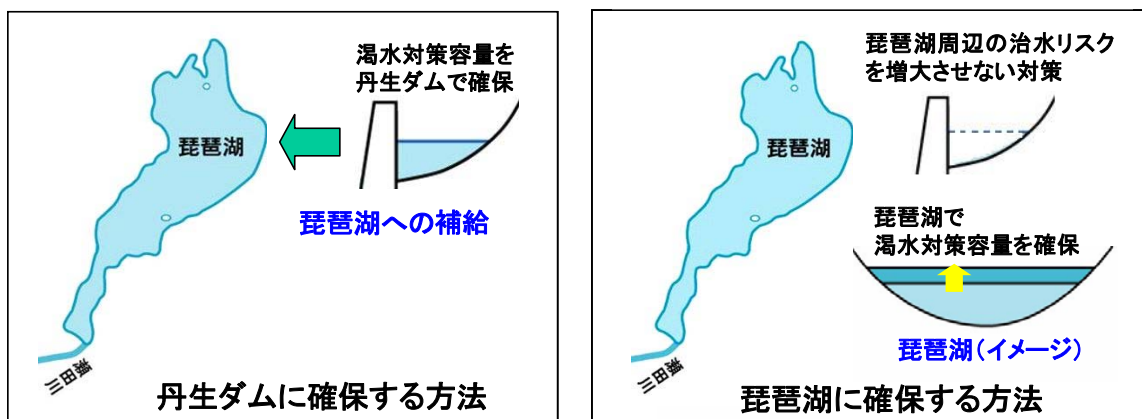 渇水対策容量を
丹生ダムで確保
琵琶湖
琵琶湖への補給
瀬田川
丹生ダムに確保する方法
琵琶湖周辺の治水リスク
を増大させない対策
琵琶湖
琵琶湖で
渇水対策容量を確保
琵琶湖(イメージ)
瀬田川
琵琶湖に確保する方法